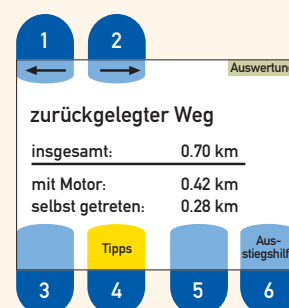 1 2
← →
Auswertun
zurückgelegter Weg
insgesamt: 0.70 km
mit Motor: 0.42 km
selbst getreten: 0.28 km
Tipps
Aus-
stiegshilf
3 4 5 6